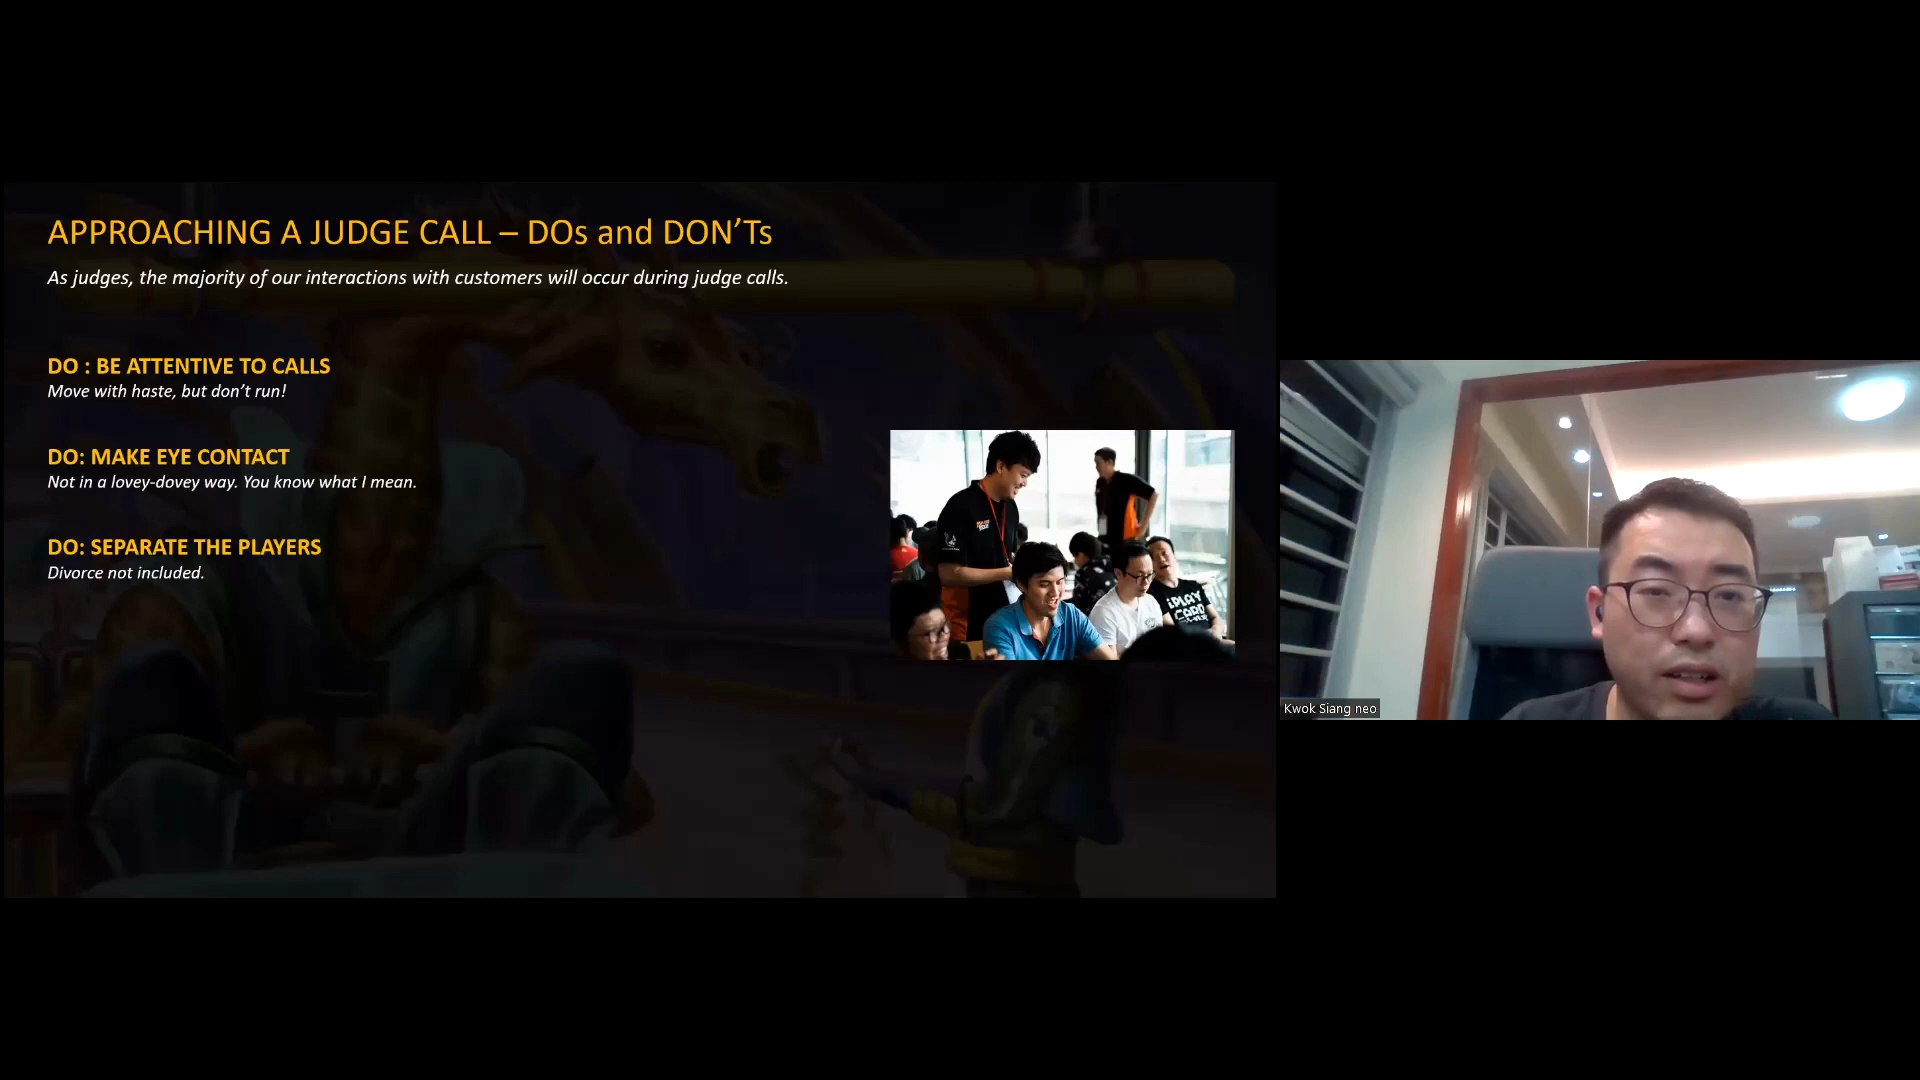 APPROACHING A JUDGE CALL – DOs and DON’Ts
As judges, the majority of our interactions with customers will occur during judge calls.
DO : BE ATTENTIVE TO CALLS
Move with haste, but don’t run!
DO: MAKE EYE CONTACT
Not in a lovey-dovey way. You know what I mean.
DO: SEPARATE THE PLAYERS
Divorce not included.
PLAY
CARD
Kwok Siang neo